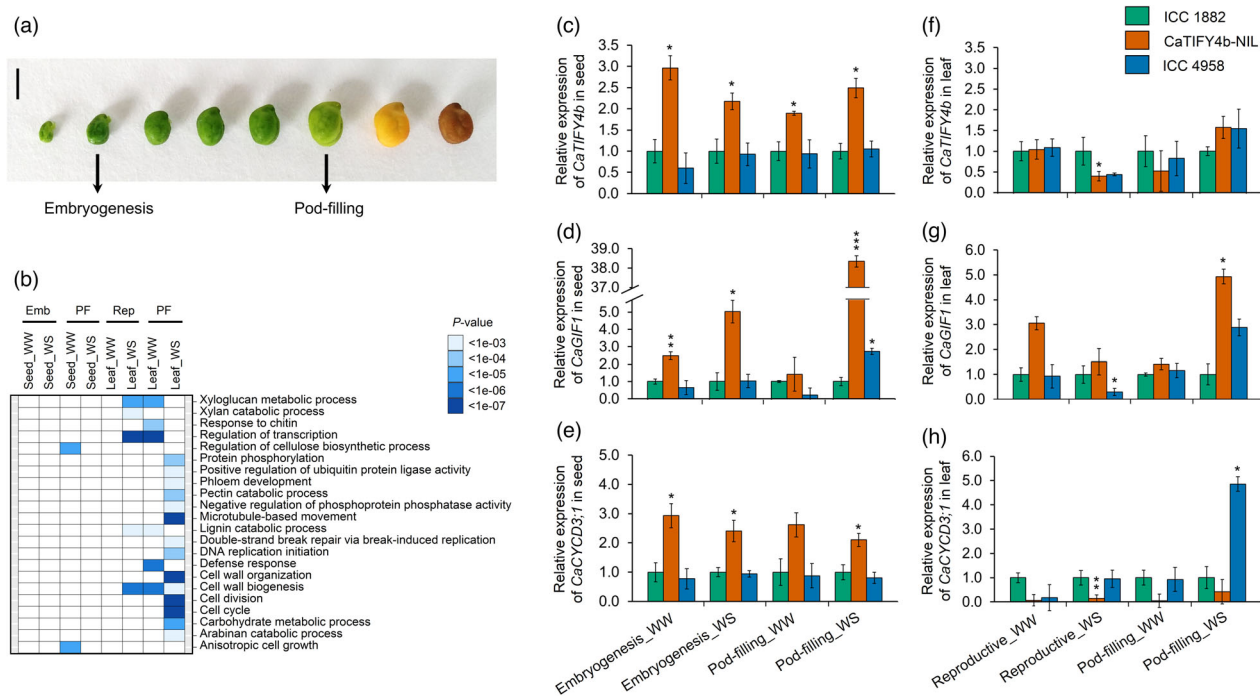 (a)
Embryogenesis
Pod-filling
(b)
Emb
PF
Rep
PF
Seed_WW
Seed_WS
Seed_WW
Seed_WS
Leaf_WW
Leaf_WS
Leaf_WW
Leaf_WS
P-value
<1e-03
<1e-04
<1e-05
<1e-06
<1e-07
Xyloglucan metabolic process
Xylan catabolic process
Response to chitin
Regulation of transcription
Regulation of cellulose biosynthetic process
Protein phosphorylation
Positive regulation of ubiquitin protein ligase activity
Phloem development
Pectin catabolic process
Negative regulation of phosphoprotein phosphatase activity
Microtubule-based movement
Lignin catabolic process
Double-strand break repair via break-induced replication
DNA replication initiation
Defense response
Cell wall organization
Cell wall biogenesis
Cell division
Cell cycle
Carbohydrate metabolic process
Arabinan catabolic process
Anisotropic cell growth
(c)
Relative expression
of CaTIFY4b in seed
3.5
3.0
2.5
2.0
1.5
1.0
0.5
0.0
*
*
*
*
(d)
Relative expression
of CaGIF1 in seed
39.0
38.0
5.0
4.0
3.0
2.0
1.0
0.0
**
*
***
*
(e)
Relative expression
of CaCYCD3;1 in seed
5.0
4.0
3.0
2.0
1.0
0.0
*
*
*
Embryogenesis_WW
Embryogenesis_WS
Pod-filling_WW
Pod-filling_WS
(f)
ICC 1882
CaTIFY4b-NIL
ICC 4958
Relative expression
of CaTIFY4b in leaf
3.5
3.0
2.5
2.0
1.5
1.0
0.5
0.0
*
(g)
Relative expression
of CaGIF1 in leaf
6.0
5.0
4.0
3.0
2.0
1.0
0.0
*
*
(h)
Relative expression
of CaCYCD3;1 in leaf
6.0
5.0
4.0
3.0
2.0
1.0
0.0
**
*
Reproductive_WW
Reproductive_WS
Pod-filling_WW
Pod-filling_WS